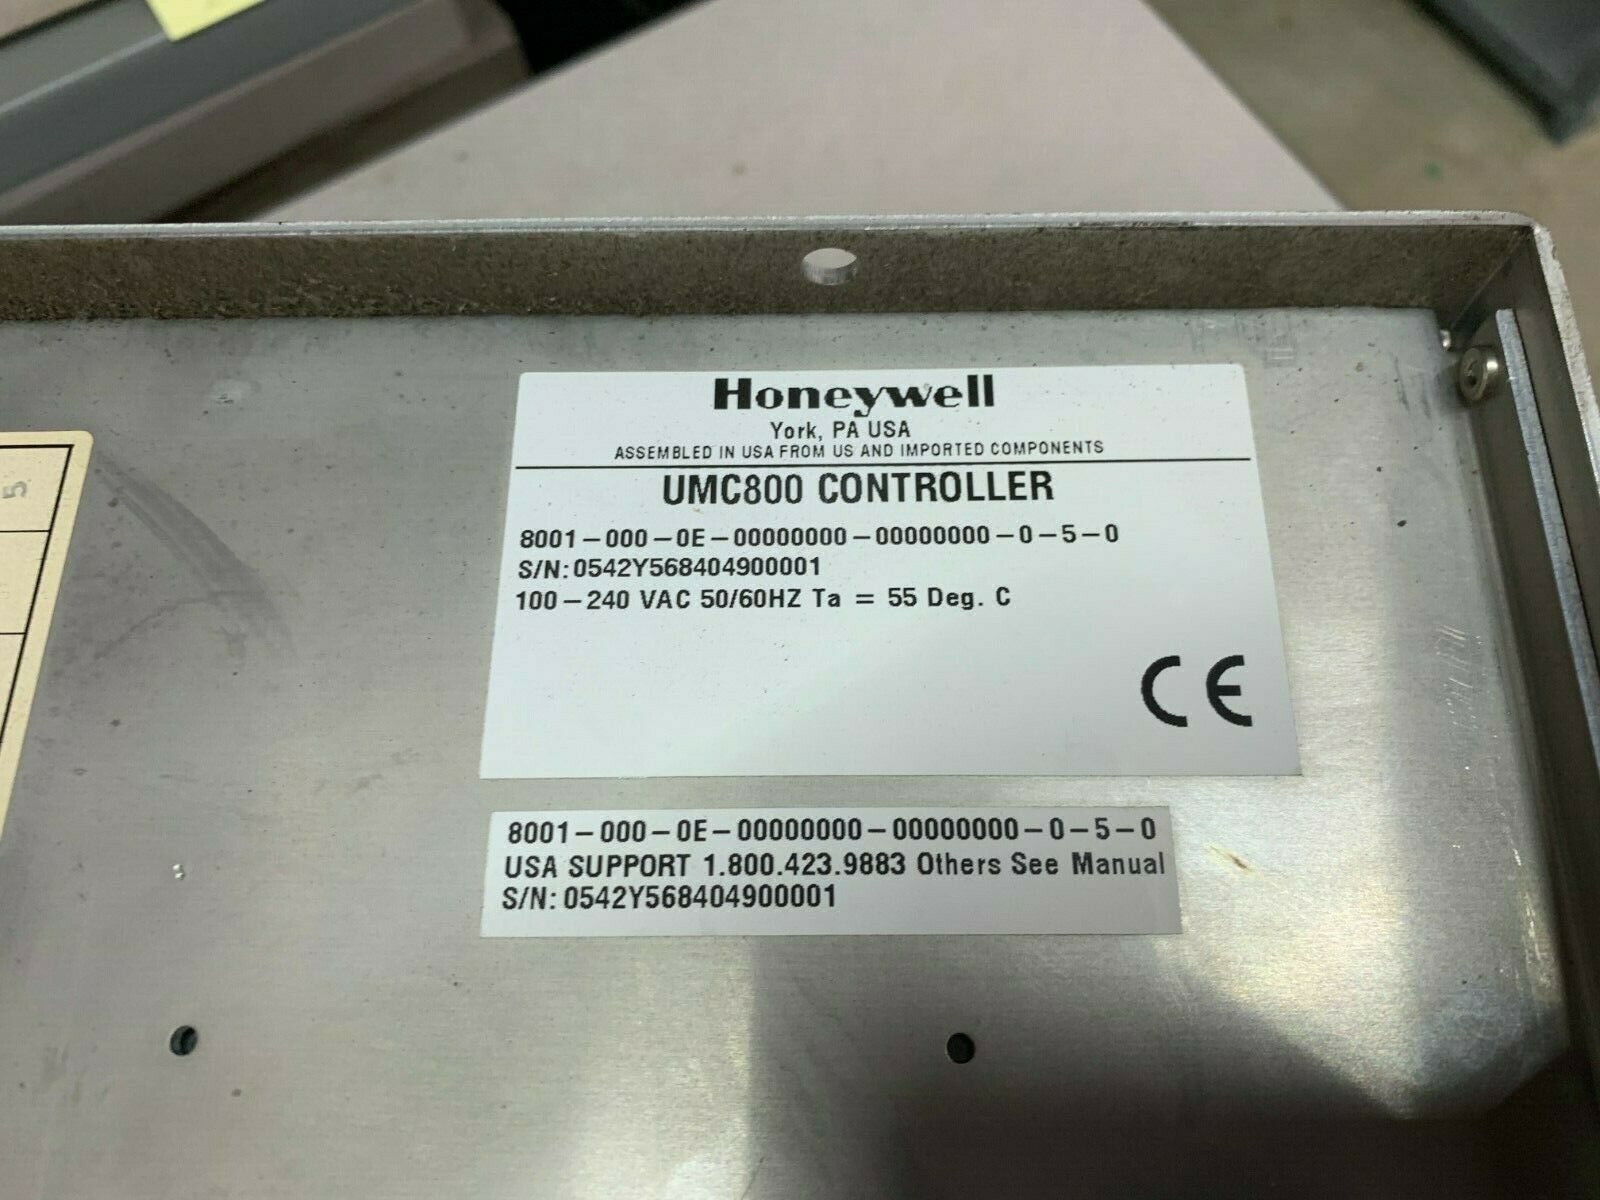 5
Honeywell
York, PA USA
ASSEMBLED IN USA FROM US AND IMPORTED COMPONENTS
UMC800 CONTROLLER
8001-000-0E-00000000-00000000-0-5-0
S/N: 0542Y568404900001
100-240 VAC 50/60HZ Ta = 55 Deg. C
CE
8001-000-0E-00000000-00000000-0-5-0
USA SUPPORT 1.800.423.9883 Others See Manual
S/N: 0542Y568404900001